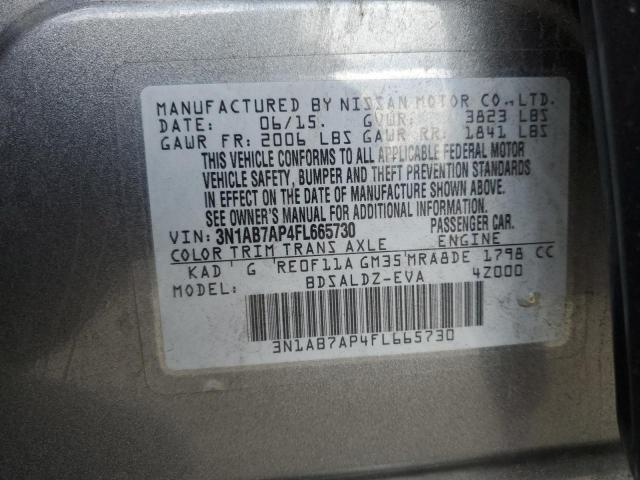 MANUFACTURED BY NISSAN MOTOR CO.,LTD.
DATE: 06/15. GVWR: 3823 LBS
GAWR FR: 2006 LBS GAWR RR: 1841 LBS
THIS VEHICLE CONFORMS TO ALL APPLICABLE FEDERAL MOTOR
VEHICLE SAFETY, BUMPER AND THEFT PREVENTION STANDARDS
IN EFFECT ON THE DATE OF MANUFACTURE SHOWN ABOVE.
SEE OWNER'S MANUAL FOR ADDITIONAL INFORMATION.
VIN: 3N1AB7AP4FL665730 PASSENGER CAR.
COLOR TRIM TRANS AXLE ENGINE
KAD G RE0F11A GM35 MRA8DE 1798 CC
MODEL: BDSALDZ-EVA 4Z000
3N1AB7AP4FL665730